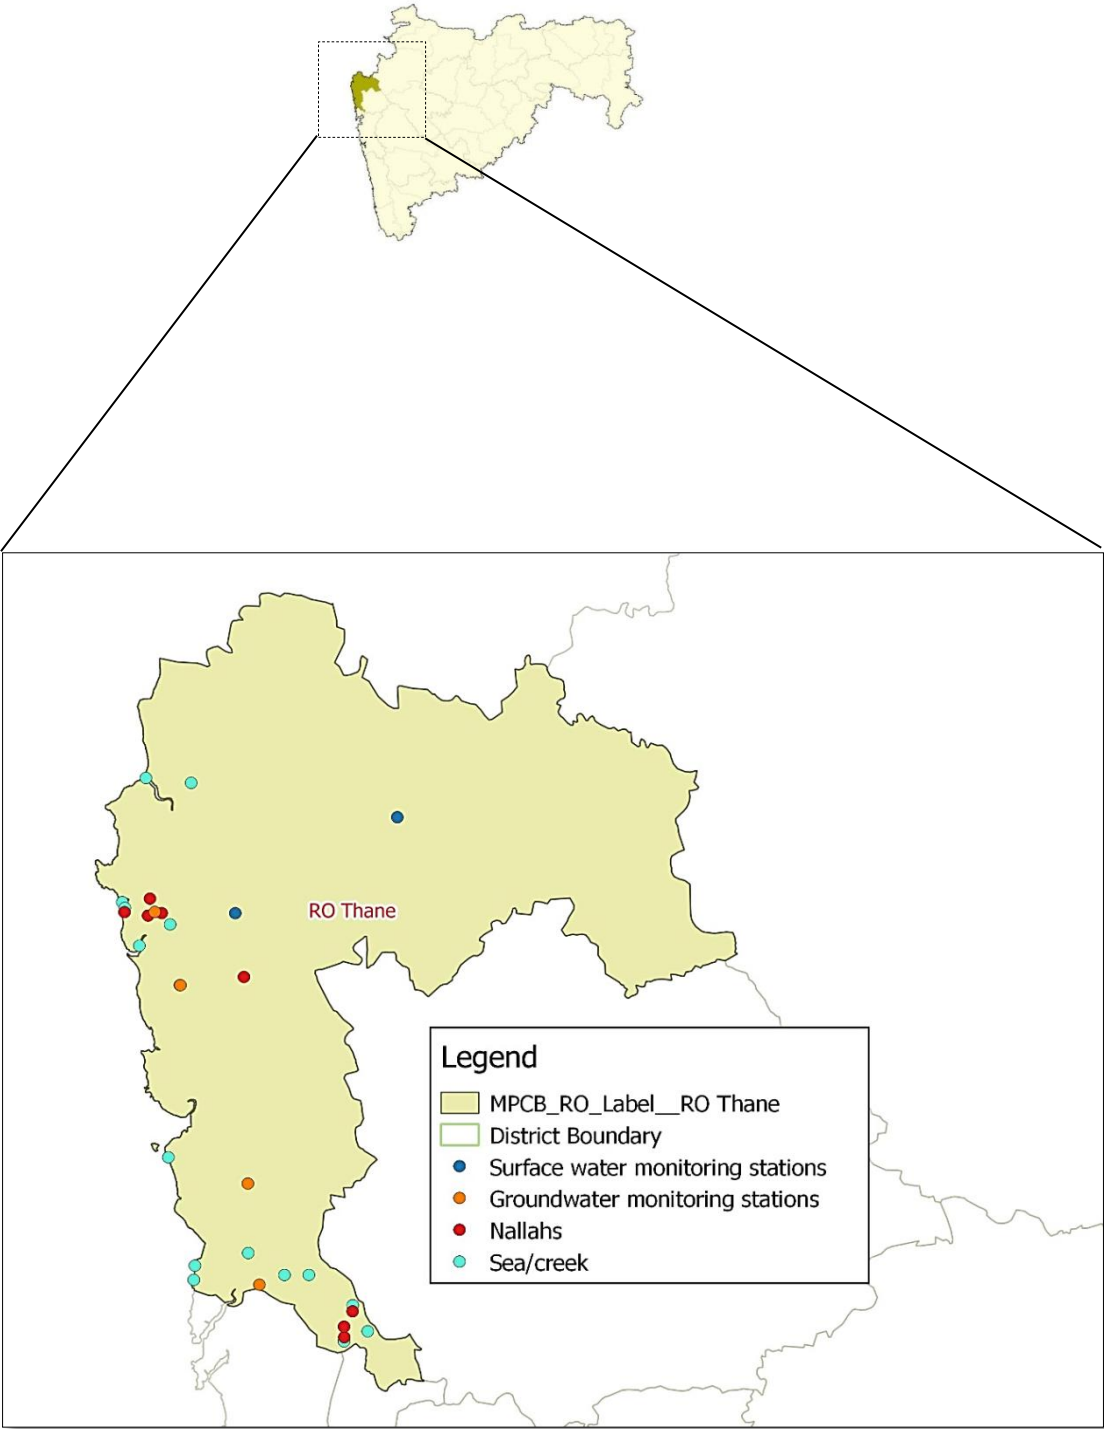 RO Thane
Legend
MPCB_RO_Label__RO Thane
District Boundary
Surface water monitoring stations
Groundwater monitoring stations
Nallahs
Sea/creek